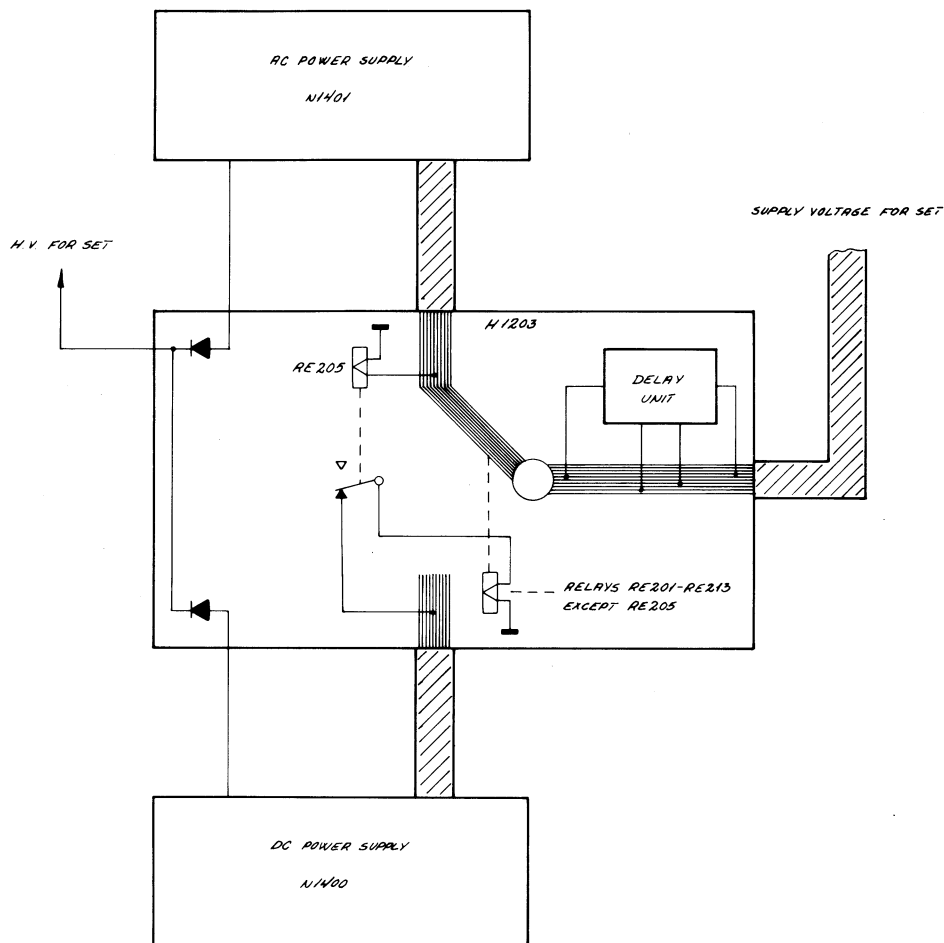 AC POWER SUPPLY
N1401
SUPPLY VOLTAGE FOR SET
H.V. FOR SET
H1203
RE205
DELAY
UNIT
RELAYS RE201-RE213
EXCEPT RE205
DC POWER SUPPLY
N1400